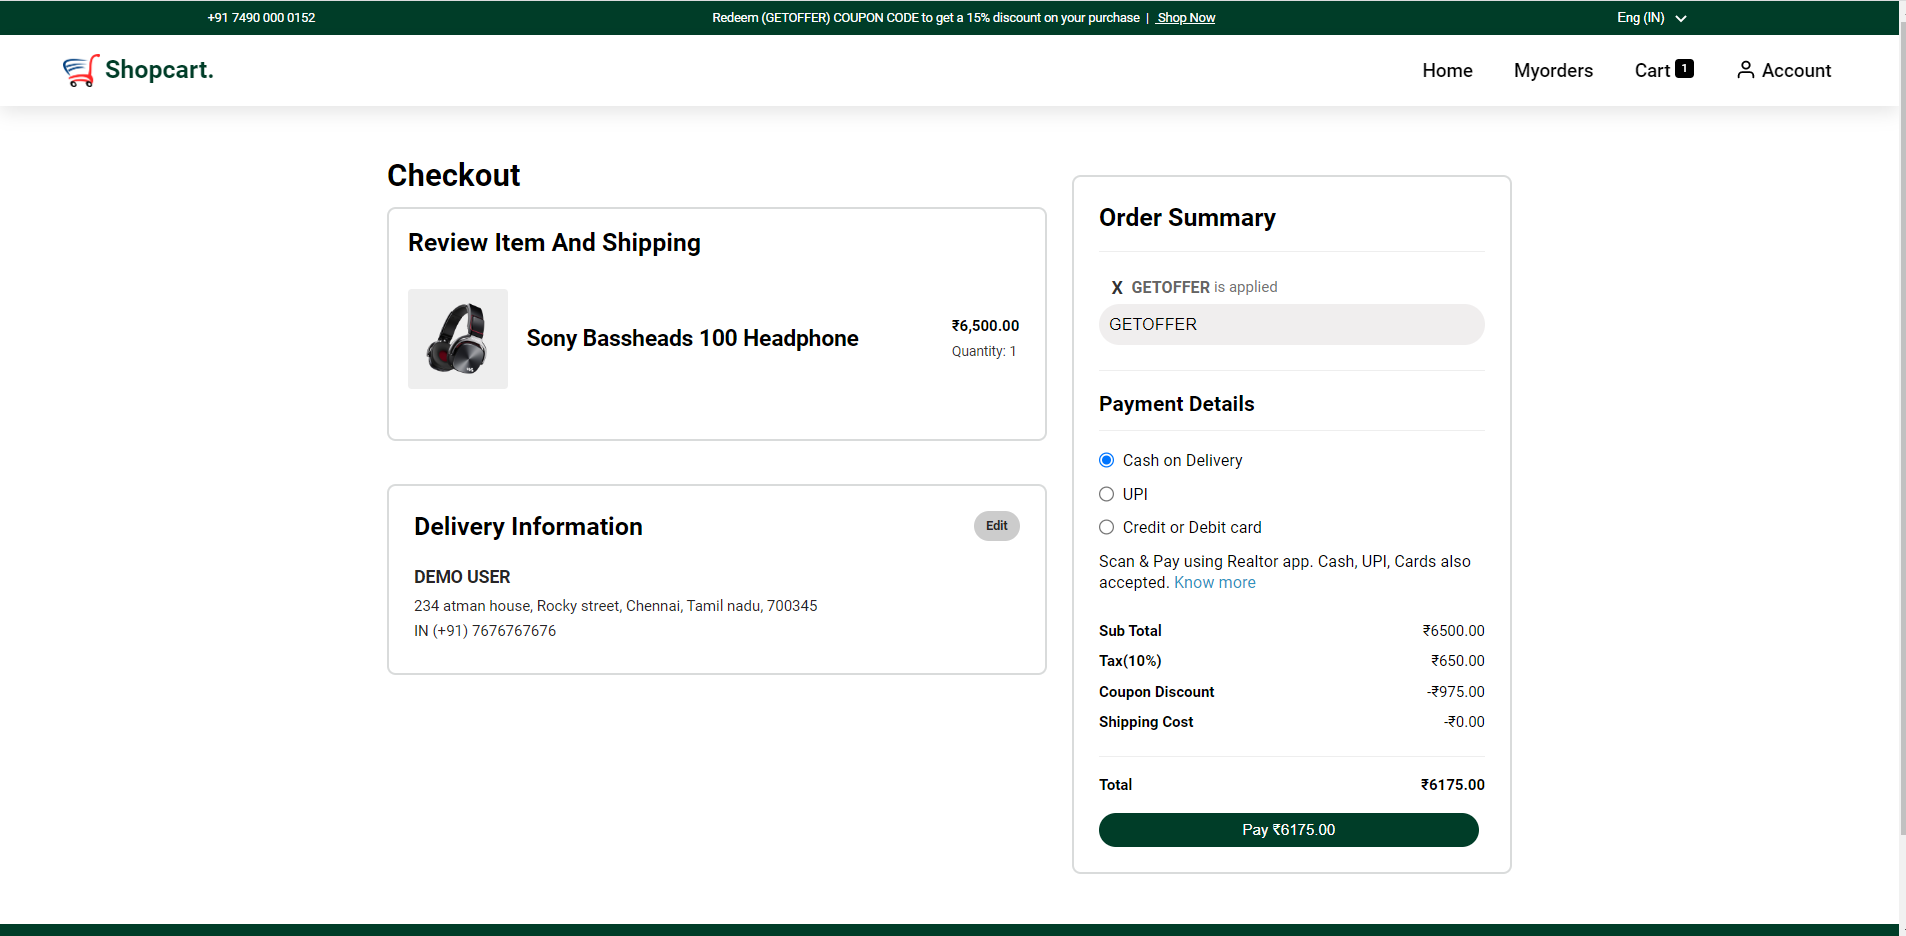 +91 7490 000 0152
Redeem (GETOFFER) COUPON CODE to get a 15% discount on your purchase | Shop Now
Eng (IN)
Shopcart.
Home
Myorders
Cart 1
Account
Checkout
Review Item And Shipping
Sony Bassheads 100 Headphone
₹6,500.00
Quantity: 1
Delivery Information
Edit
DEMO USER
234 atman house, Rocky street, Chennai, Tamil nadu, 700345
IN (+91) 7676767676
Order Summary
X GETOFFER is applied
GETOFFER
Payment Details
Cash on Delivery
UPI
Credit or Debit card
Scan & Pay using Realtor app. Cash, UPI, Cards also
accepted. Know more
Sub Total ₹6500.00
Tax(10%) ₹650.00
Coupon Discount -₹975.00
Shipping Cost -₹0.00
Total ₹6175.00
Pay ₹6175.00